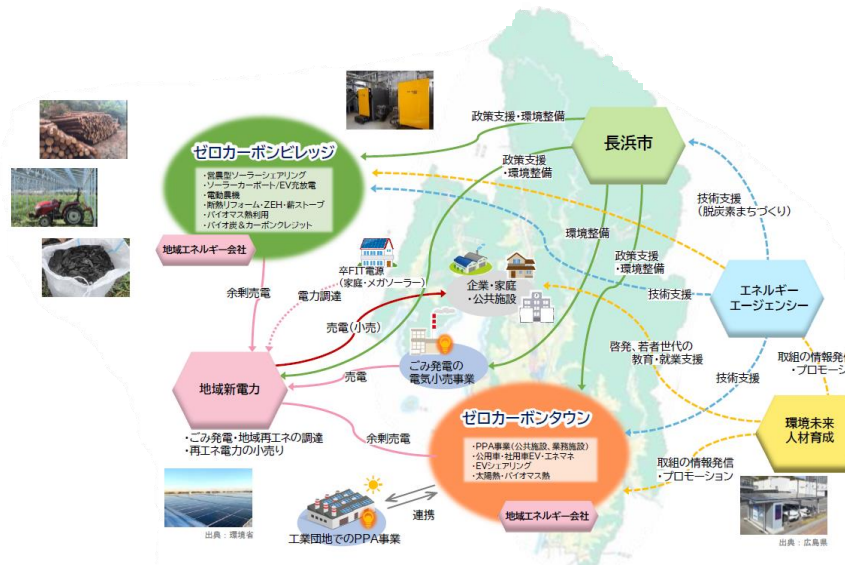 政策支援・環境整備
長浜市
ゼロカーボンビレッジ
・営農型ソーラーシェアリング
・ソーラーカーポート/EV充放電
・電動農機
・断熱リフォーム・ZEH・薪ストーブ
・バイオマス熱利用
・バイオ炭&カーボンクレジット
地域エネルギー会社
政策支援
・環境整備
技術支援
(脱炭素まちづくり)
環境整備
政策支援
・環境整備
卒FIT電源
(家庭・メガソーラー)
余剰売電
電力調達
企業・家庭
・公共施設
技術支援
エネルギー
エージェンシー
売電(小売)
啓発、若者世代の
教育・就業支援
取組の情報発信
・プロモーション
ごみ発電の
電気小売事業
売電
技術支援
地域新電力
・ごみ発電・地域再エネの調達
・再エネ電力の小売り
余剰売電
ゼロカーボンタウン
・PPA事業(公共施設、業務施設)
・公用車・社用車EV・エネマネ
・EVシェアリング
・太陽熱・バイオマス熱
地域エネルギー会社
環境未来
人材育成
取組の情報発信
・プロモーション
連携
工業団地でのPPA事業
出典:環境省
出典:広島県